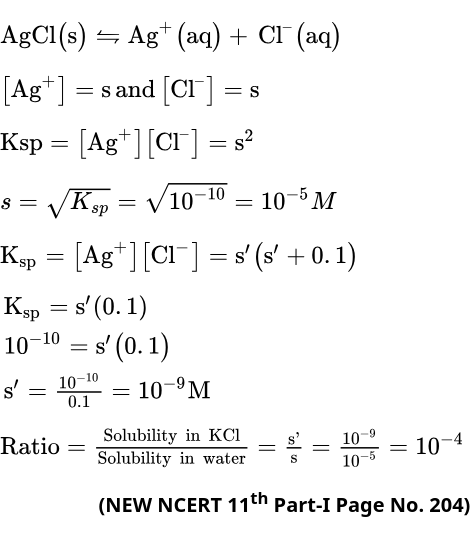 AgCl(s) ⇋ Ag⁺(aq) + Cl⁻(aq)
[Ag⁺] = s and [Cl⁻] = s
Ksp = [Ag⁺][Cl⁻] = s²
s = √K_sp = √10⁻¹⁰ = 10⁻⁵M
K_sp = [Ag⁺][Cl⁻] = s′(s′ + 0.1)
K_sp = s′(0.1)
10⁻¹⁰ = s′(0.1)
s′ = 10⁻¹⁰/0.1 = 10⁻⁹M
Ratio = Solubility in KCl/Solubility in water = s’/s = 10⁻⁹/10⁻⁵ = 10⁻⁴
(NEW NCERT 11ᵗʰ Part-I Page No. 204)